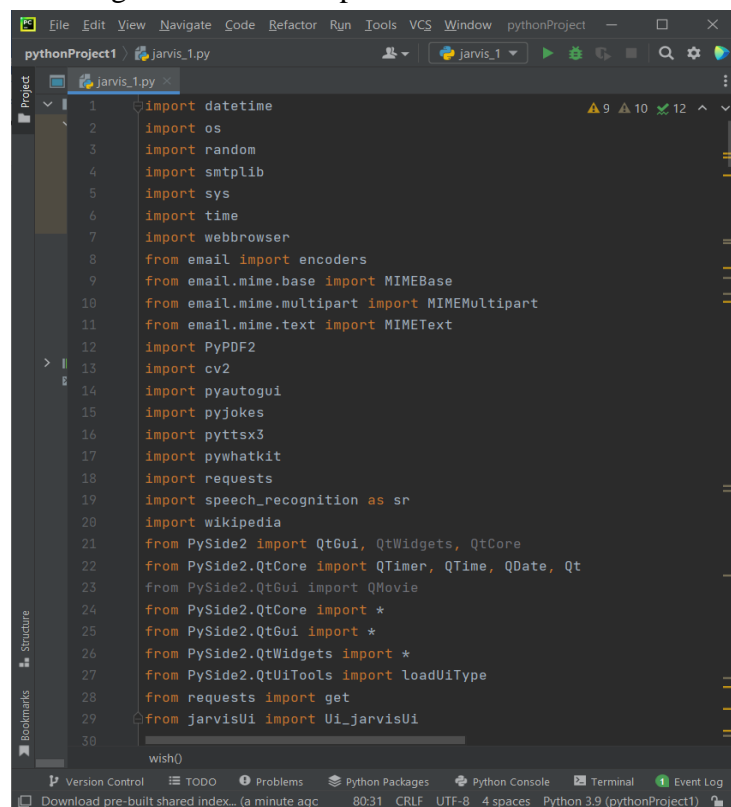 File Edit View Navigate Code Refactor Run Tools VCS Window pythonProject
pythonProject1 jarvis_1.py jarvis_1
Project
jarvis_1.py
9 10 12
1 import datetime
2 import os
3 import random
4 import smtplib
5 import sys
6 import time
7 import webbrowser
8 from email import encoders
9 from email.mime.base import MIMEBase
10 from email.mime.multipart import MIMEMultipart
11 from email.mime.text import MIMEText
12 import PyPDF2
13 import cv2
14 import pyautogui
15 import pyjokes
16 import pyttsx3
17 import pywhatkit
18 import requests
19 import speech_recognition as sr
20 import wikipedia
21 from PySide2 import QtGui, QtWidgets, QtCore
22 from PySide2.QtCore import QTimer, QTime, QDate, Qt
23 from PySide2.QtGui import QMovie
24 from PySide2.QtCore import *
25 from PySide2.QtGui import *
26 from PySide2.QtWidgets import *
27 from PySide2.QtUiTools import loadUiType
28 from requests import get
29 from jarvisUi import Ui_jarvisUi
30
Structure
Bookmarks
wish()
Version Control TODO Problems Python Packages Python Console Terminal 1 Event Log
Download pre-built shared index... (a minute ago 80:31 CRLF UTF-8 4 spaces Python 3.9 (pythonProject1)